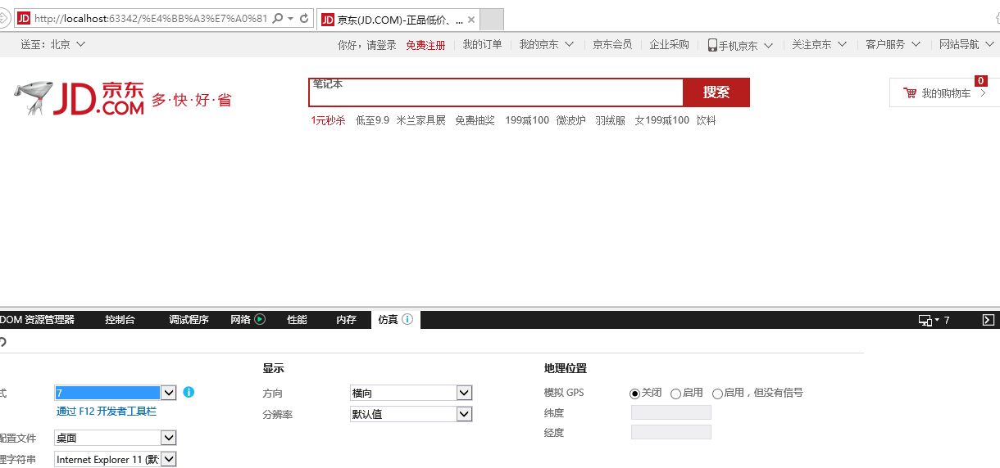 JD http://localhost:63342/%E4%BB%A3%E7%A0%81 JD 京东(JD.COM)-正品低价、...
送至：北京 你好，请登录 免费注册 我的订单 我的京东 京东会员 企业采购 手机京东 关注京东 客户服务 网站导航
JD.COM 京东 多·快·好·省 笔记本 搜索 我的购物车 0
1元秒杀 低至9.9 米兰家具展 免费抽奖 199减100 微波炉 羽绒服 女199减100 饮料
DOM 资源管理器 控制台 调试程序 网络 性能 内存 仿真 7
显示 地理位置
式 7 方向 横向 模拟 GPS 关闭 启用 启用，但没有信号
通过 F12 开发者工具栏 分辨率 默认值 纬度
经度
配置文件 桌面
理字符串 Internet Explorer 11 (默